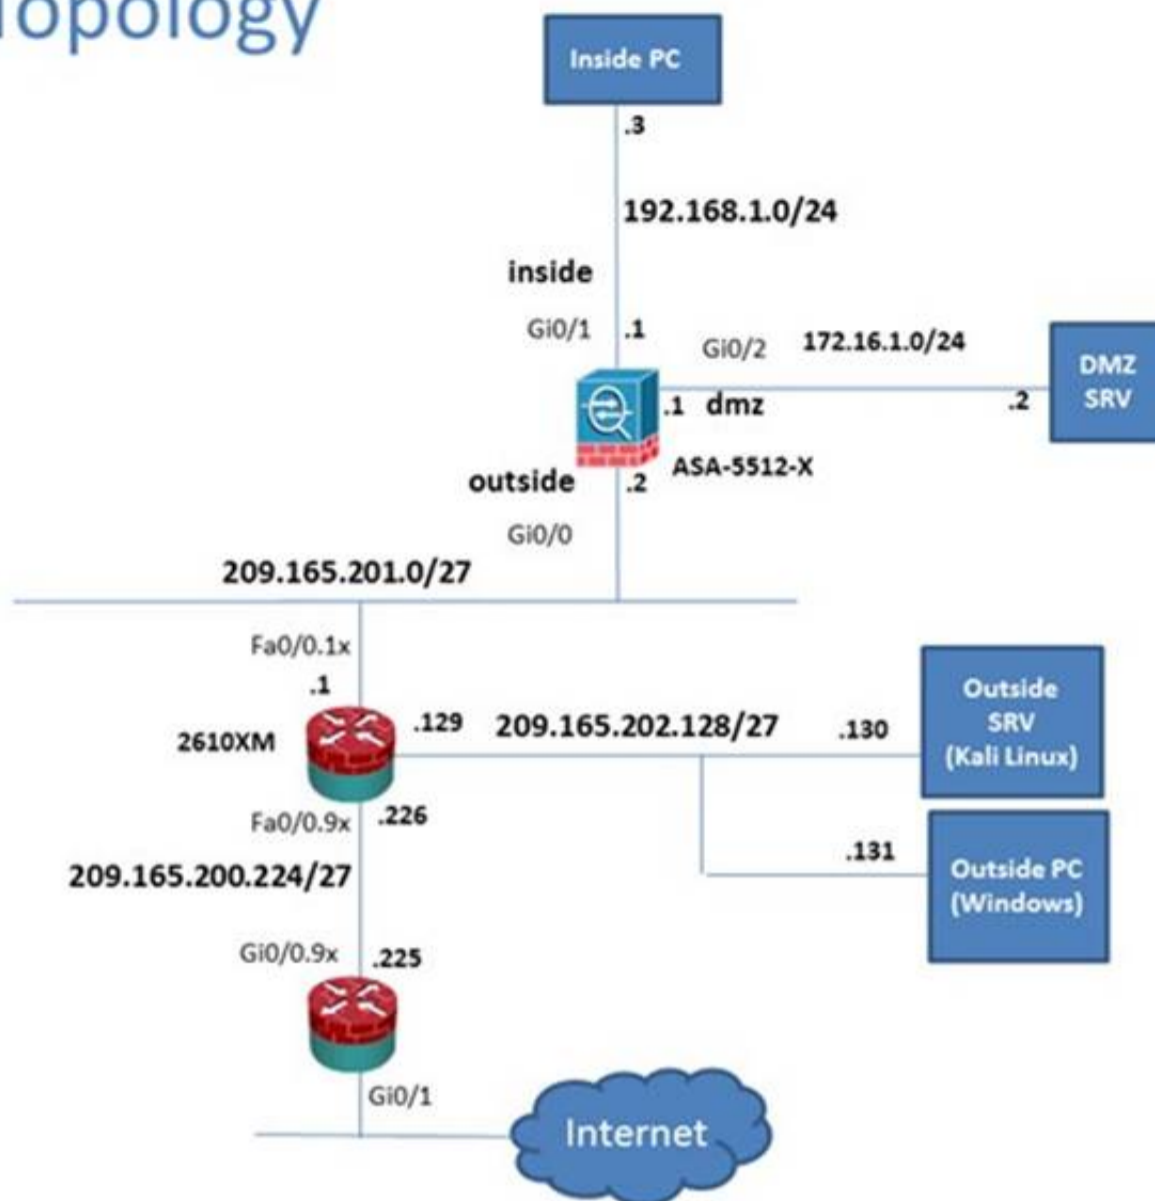 Topology
Inside PC
.3
192.168.1.0/24
inside
Gi0/1
.1
Gi0/2
172.16.1.0/24
DMZ
SRV
.1
dmz
.2
ASA-5512-X
outside
.2
Gi0/0
209.165.201.0/27
Fa0/0.1x
.1
2610XM
.129
209.165.202.128/27
.130
Outside
SRV
(Kali Linux)
Fa0/0.9x
.226
.131
Outside PC
(Windows)
209.165.200.224/27
Gi0/0.9x
.225
Gi0/1
Internet